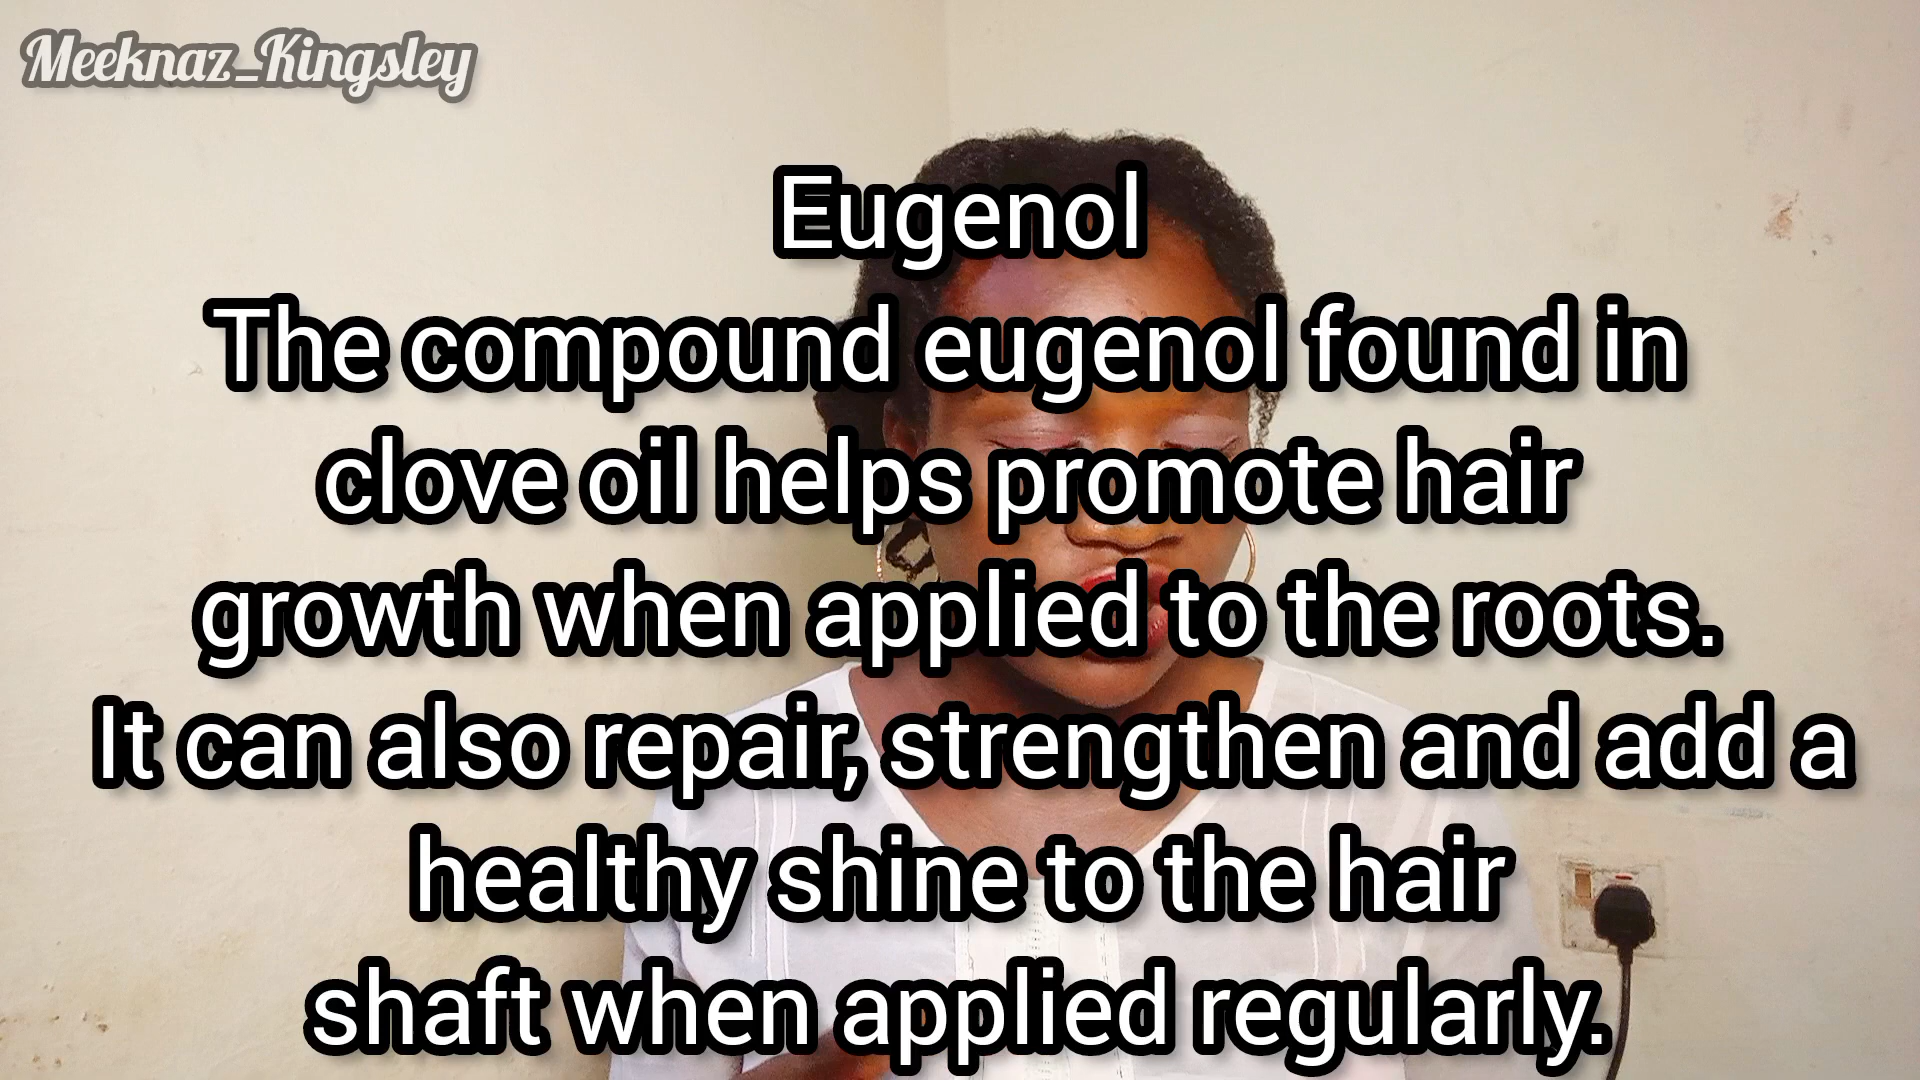 Meeknaz_Kingsley
Eugenol
The compound eugenol found in
clove oil helps promote hair
growth when applied to the roots.
It can also repair, strengthen and add a
healthy shine to the hair
shaft when applied regularly.